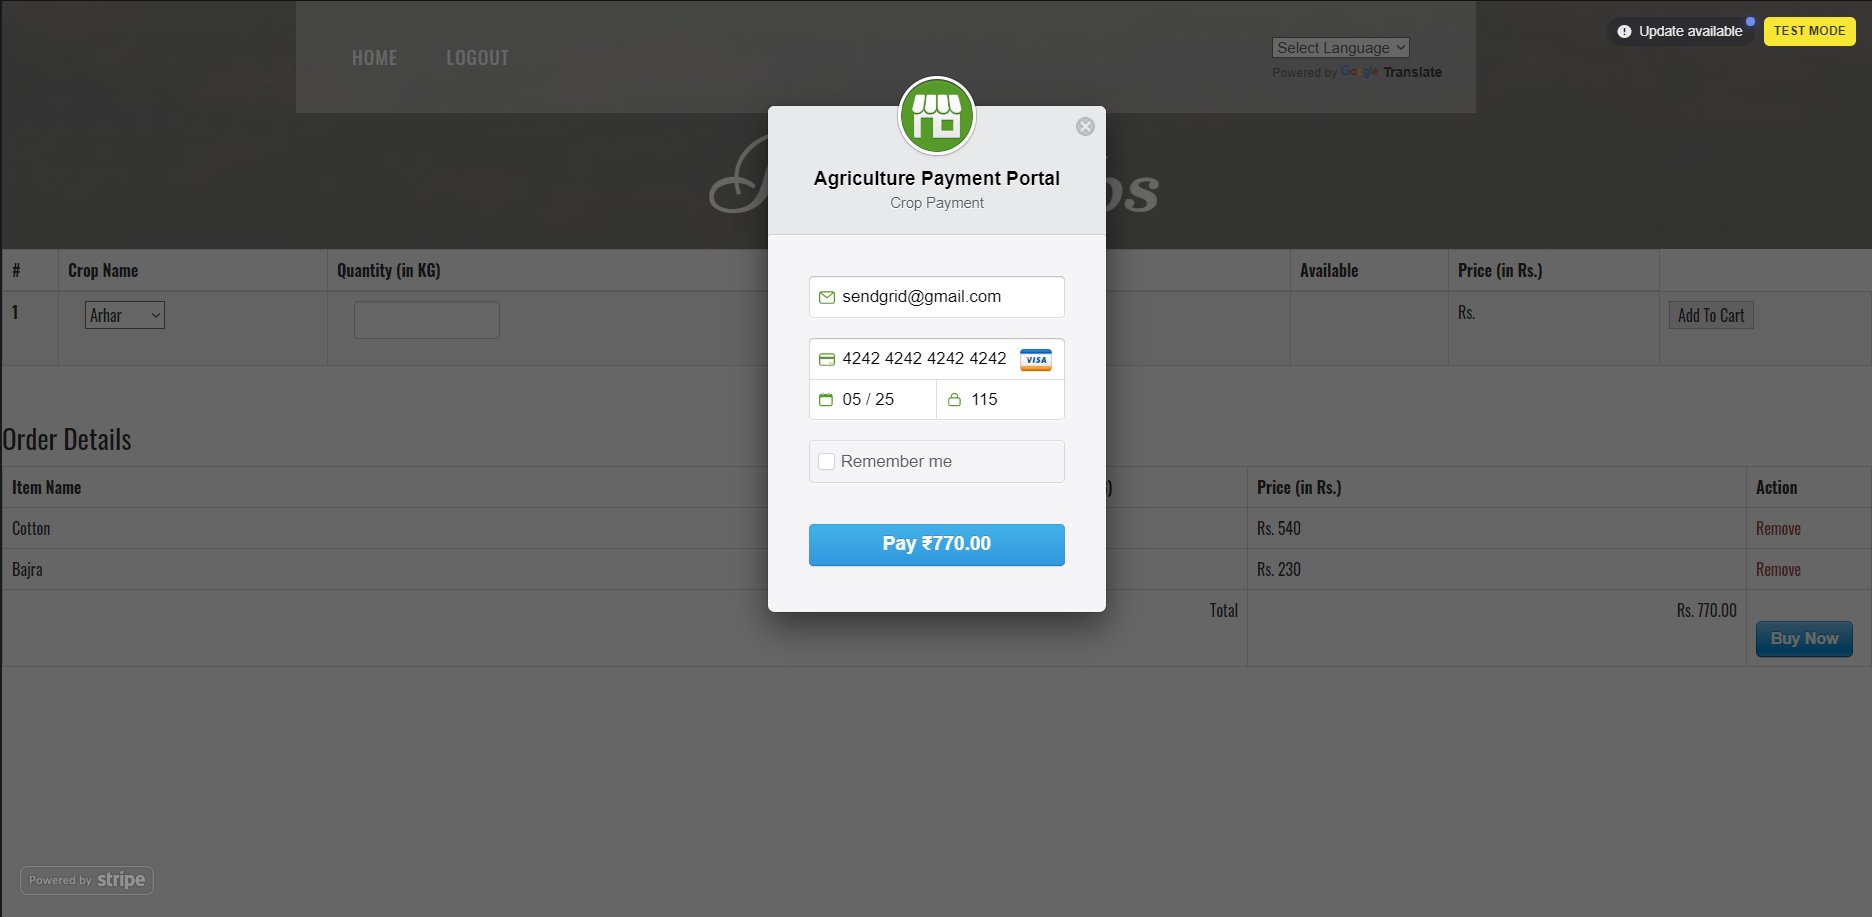 Update available
TEST MODE
HOME LOGOUT
Select Language
Powered by Google Translate
Agriculture Payment Portal
Crop Payment
# Crop Name Quantity (in KG) Available Price (in Rs.)
1 Arhar Rs. Add To Cart
sendgrid@gmail.com
4242 4242 4242 4242 VISA
05 / 25 115
Remember me
Pay ₹770.00
Order Details
Item Name Price (in Rs.) Action
Cotton Rs. 540 Remove
Bajra Rs. 230 Remove
Total Rs. 770.00
Buy Now
Powered by stripe